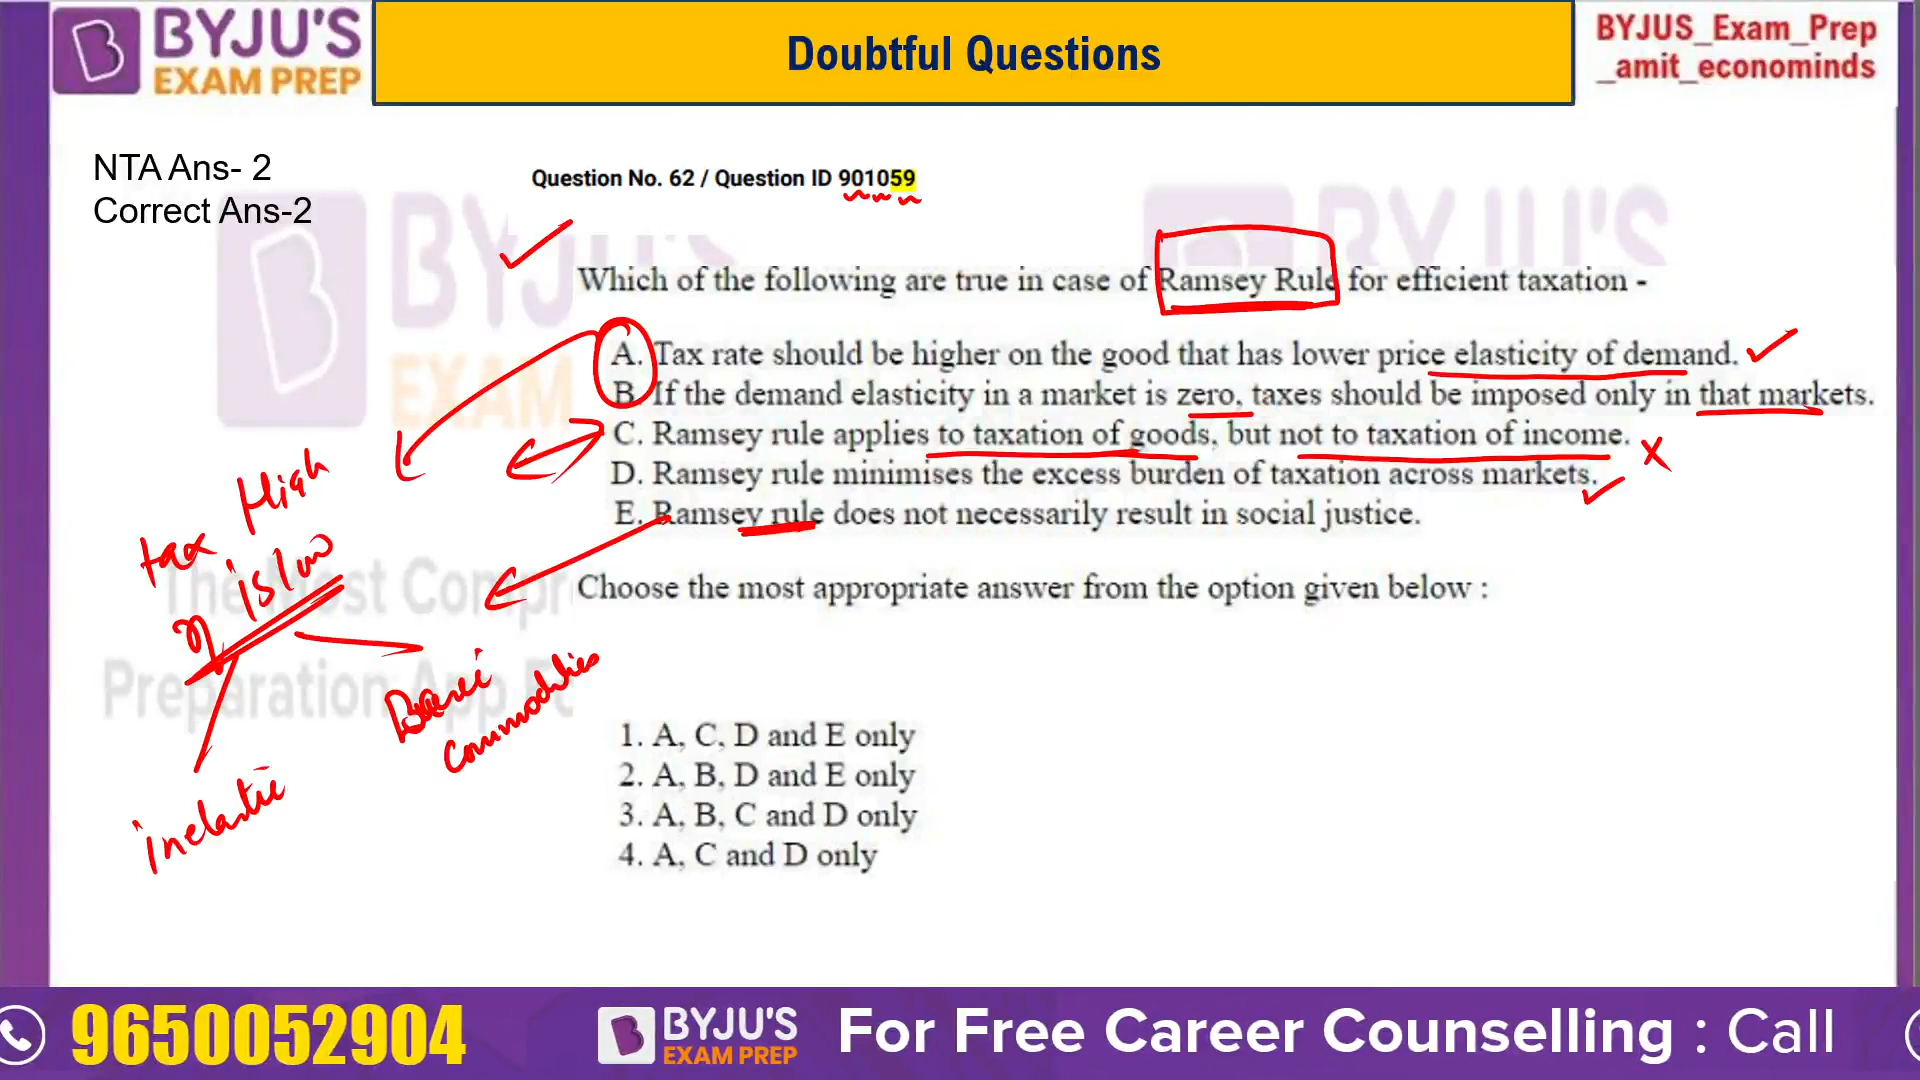 BYJU'S
EXAM PREP
Doubtful Questions
BYJUS_Exam_Prep
_amit_econominds
NTA Ans- 2
Correct Ans-2
Question No. 62 / Question ID 901059
Which of the following are true in case of Ramsey Rule for efficient taxation -
A. Tax rate should be higher on the good that has lower price elasticity of demand.
B. If the demand elasticity in a market is zero, taxes should be imposed only in that markets.
C. Ramsey rule applies to taxation of goods, but not to taxation of income.
D. Ramsey rule minimises the excess burden of taxation across markets.
E. Ramsey rule does not necessarily result in social justice.
tax High
η is low
inelastic
commodities
Choose the most appropriate answer from the option given below :
1. A, C, D and E only
2. A, B, D and E only
3. A, B, C and D only
4. A, C and D only
9650052904
BYJU'S
EXAM PREP
For Free Career Counselling : Call